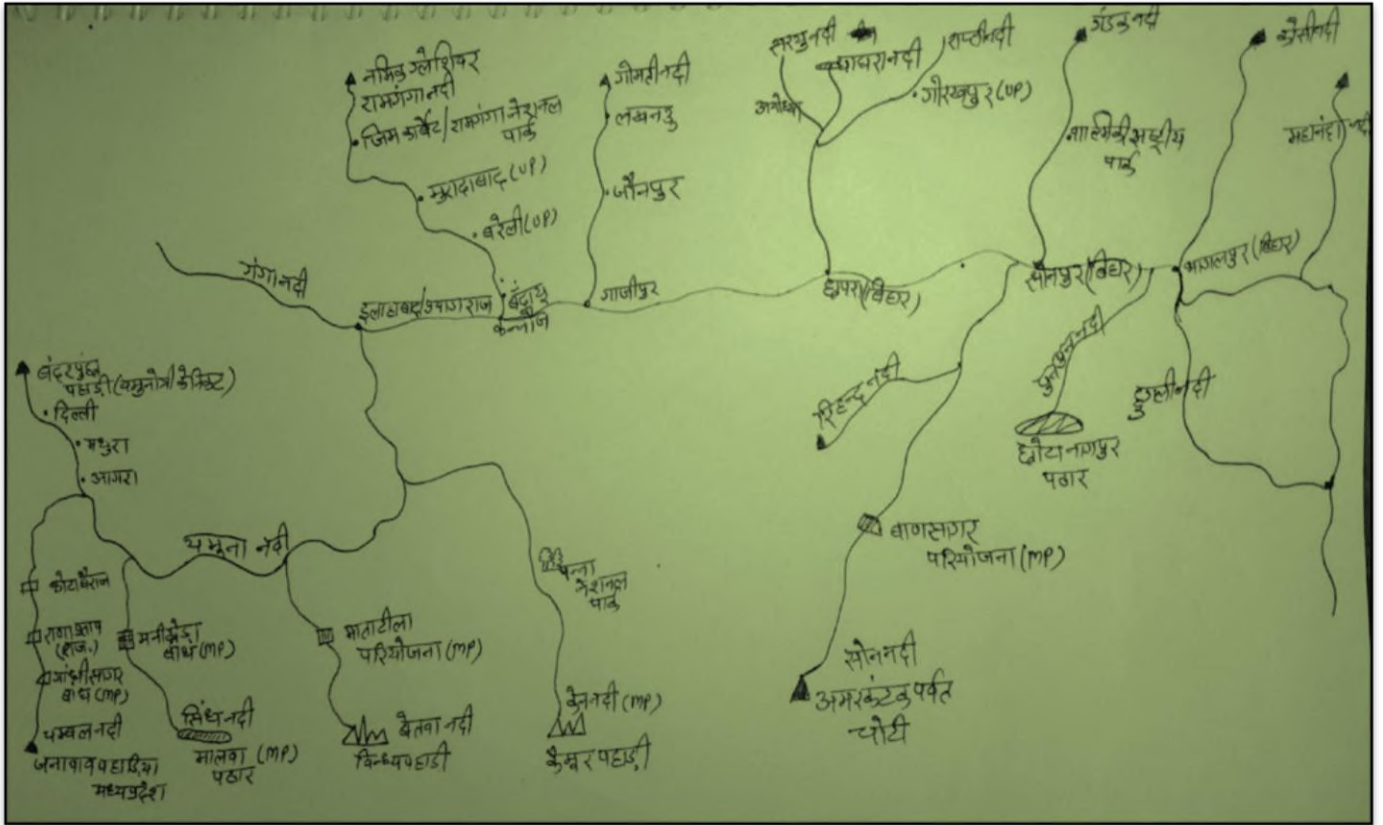 नमिक ग्लेशियर
रामगंगा नदी
जिम कार्बेट/रामगंगा नेशनल
पार्क
मुरादाबाद (UP)
बरेली (UP)
गोमती नदी
लखनऊ
जौनपुर
सरयु नदी
घाघरा नदी
राप्ती नदी
अयोध्या
गोरखपुर (UP)
गंडक नदी
राष्ट्रीय
पार्क
कोसी नदी
महानंदा नदी
गंगा नदी
इलाहाबाद/प्रयागराज
बदायु
कन्नौज
गाजीपुर
छपरा (बिहार)
सोनपुर (बिहार)
भागलपुर (बिहार)
रिहन्द नदी
पुनपुन नदी
छोटा नागपुर
पठार
हुगली नदी
बंदरपुंछ
पहाड़ी (यमुनोत्री के निकट)
दिल्ली
मथुरा
आगरा
यमुना नदी
कोटा बैराज
राणा प्रताप
(राज.)
गांधीसागर
बांध (MP)
चम्बल नदी
जनापाव पहाड़िया
मध्यप्रदेश
मनीखेड़ा
बांध (MP)
सिंध नदी
मालवा (MP)
पठार
माताटीला
परियोजना (MP)
बेतवा नदी
विन्ध्य पहाडी
पन्ना
नेशनल
पार्क
केन नदी (MP)
कैमूर पहाड़ी
बाणसागर
परियोजना (MP)
सोन नदी
अमरकंटक पर्वत
चोटी